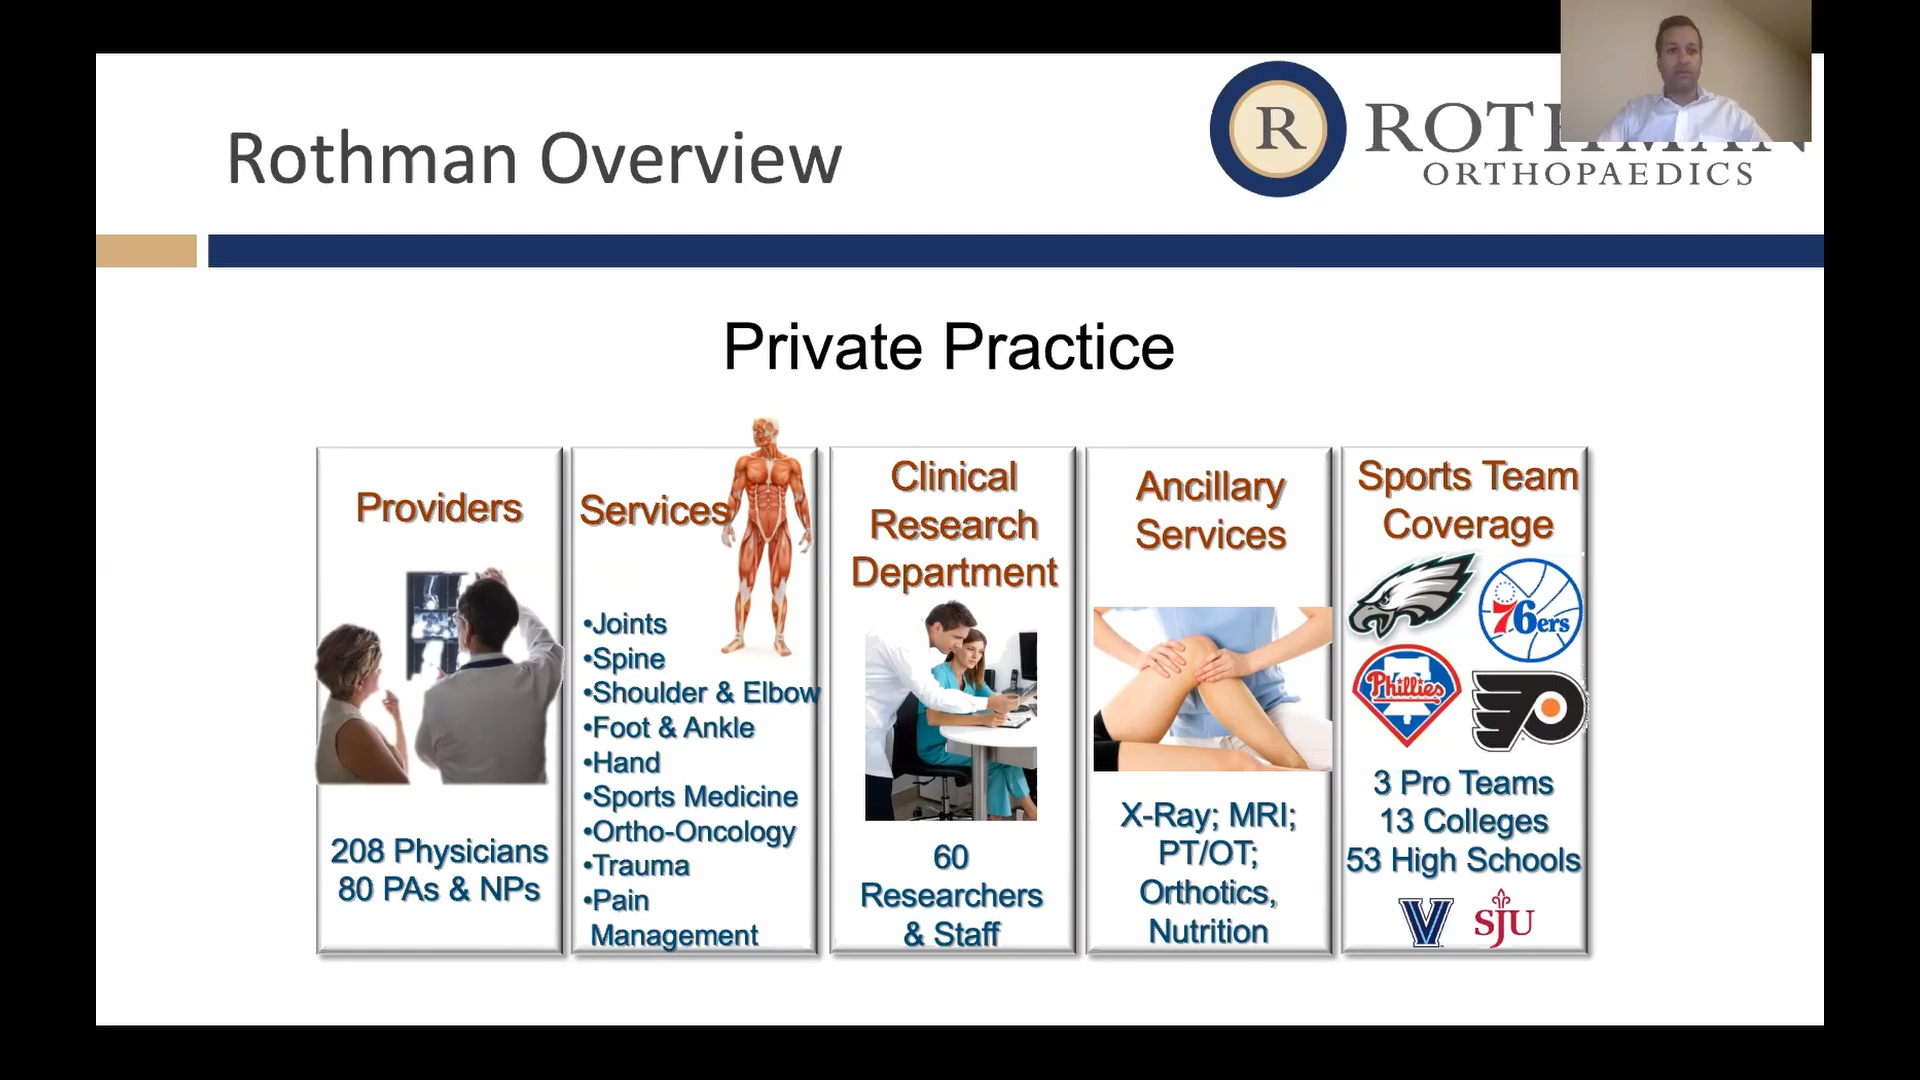 Rothman Overview
R
ORTHOPAEDICS
Private Practice
Providers
208 Physicians
80 PAs & NPs
Services
•Joints
•Spine
•Shoulder & Elbow
•Foot & Ankle
•Hand
•Sports Medicine
•Ortho-Oncology
•Trauma
•Pain
Management
Clinical
Research
Department
60
Researchers
& Staff
Ancillary
Services
X-Ray; MRI;
PT/OT;
Orthotics,
Nutrition
Sports Team
Coverage
76ers
Phillies
3 Pro Teams
13 Colleges
53 High Schools
V
SJU